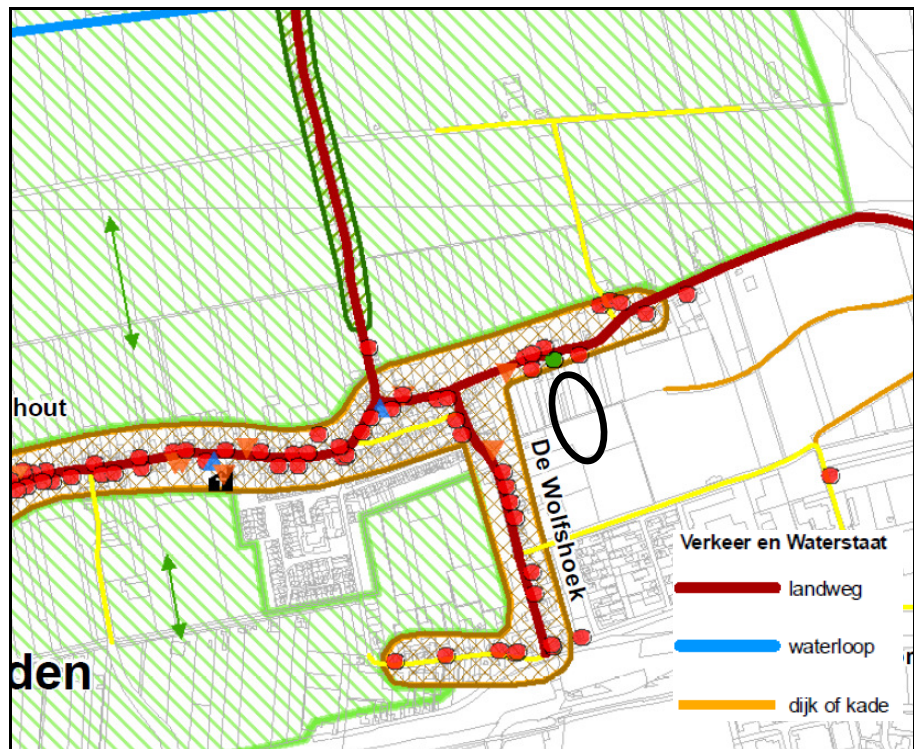 hout
De Wolfshoek
Verkeer en Waterstaat
landweg
waterloop
dijk of kade
den